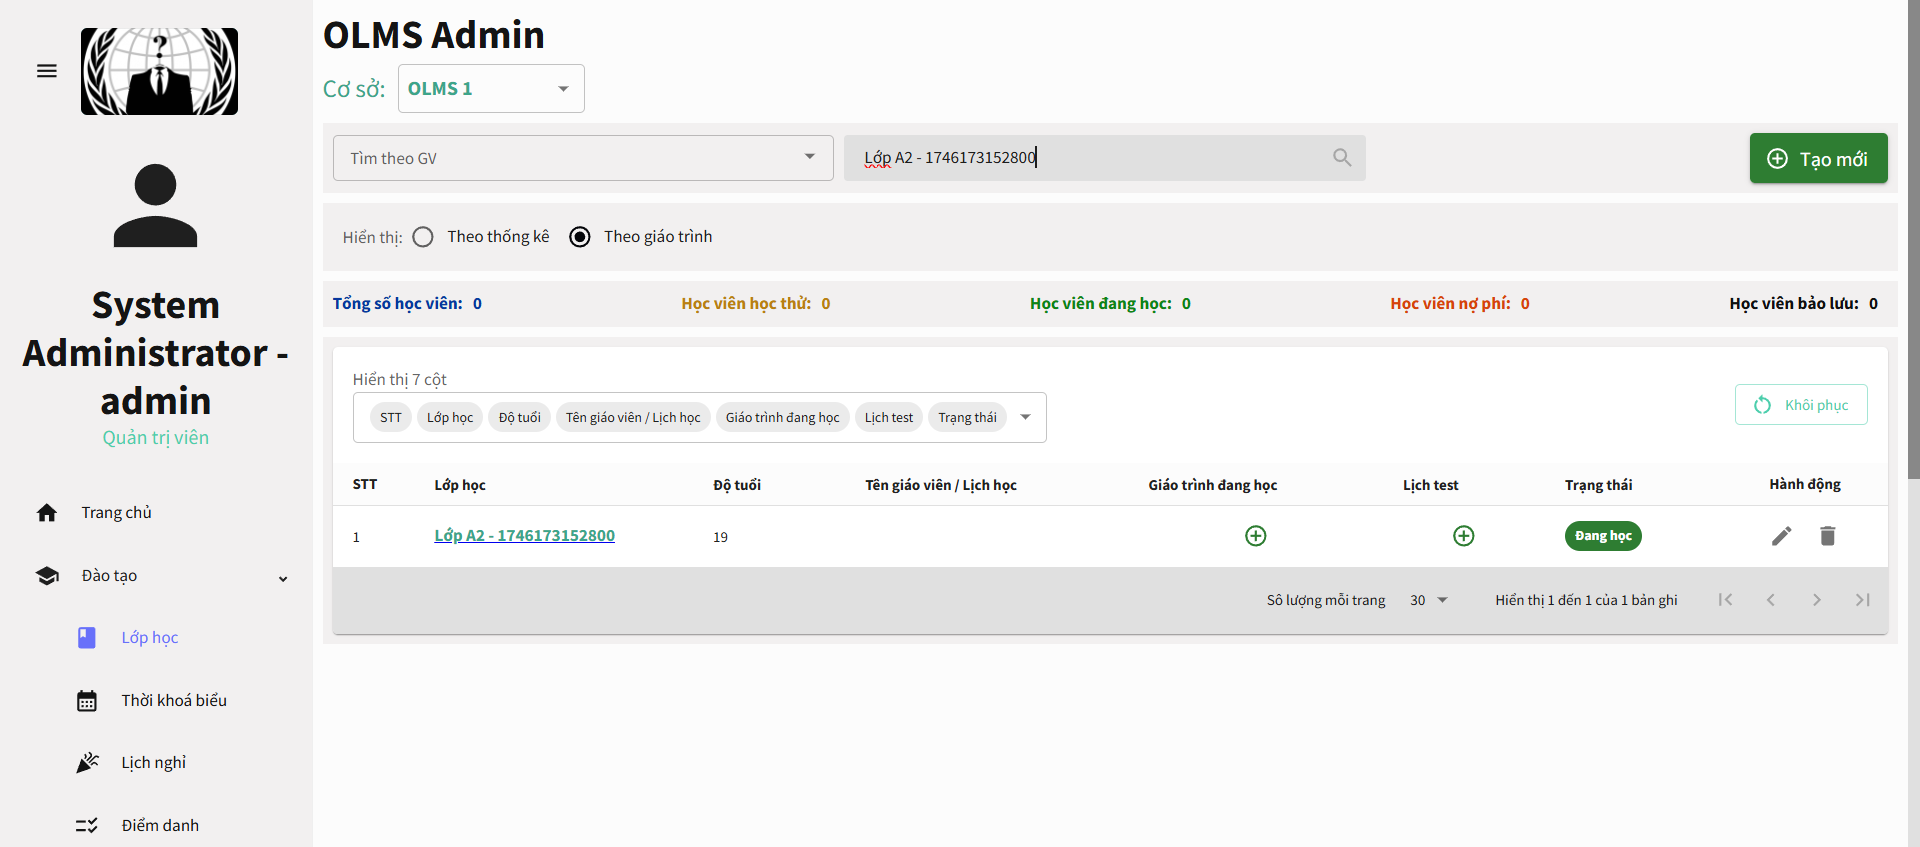 OLMS Admin
Cơ sở: OLMS 1
Tìm theo GV
Lớp A2 - 1746173152800
Tạo mới
Hiển thị: Theo thống kê Theo giáo trình
Tổng số học viên: 0 Học viên học thử: 0 Học viên đang học: 0 Học viên nợ phí: 0 Học viên bảo lưu: 0
Hiển thị 7 cột
STT Lớp học Độ tuổi Tên giáo viên / Lịch học Giáo trình đang học Lịch test Trạng thái
Khôi phục
STT Lớp học Độ tuổi Tên giáo viên / Lịch học Giáo trình đang học Lịch test Trạng thái Hành động
1 Lớp A2 - 1746173152800 19 Đang học
Số lượng mỗi trang 30 Hiển thị 1 đến 1 của 1 bản ghi
?
System
Administrator -
admin
Quản trị viên
Trang chủ
Đào tạo
Lớp học
Thời khoá biểu
Lịch nghỉ
Điểm danh